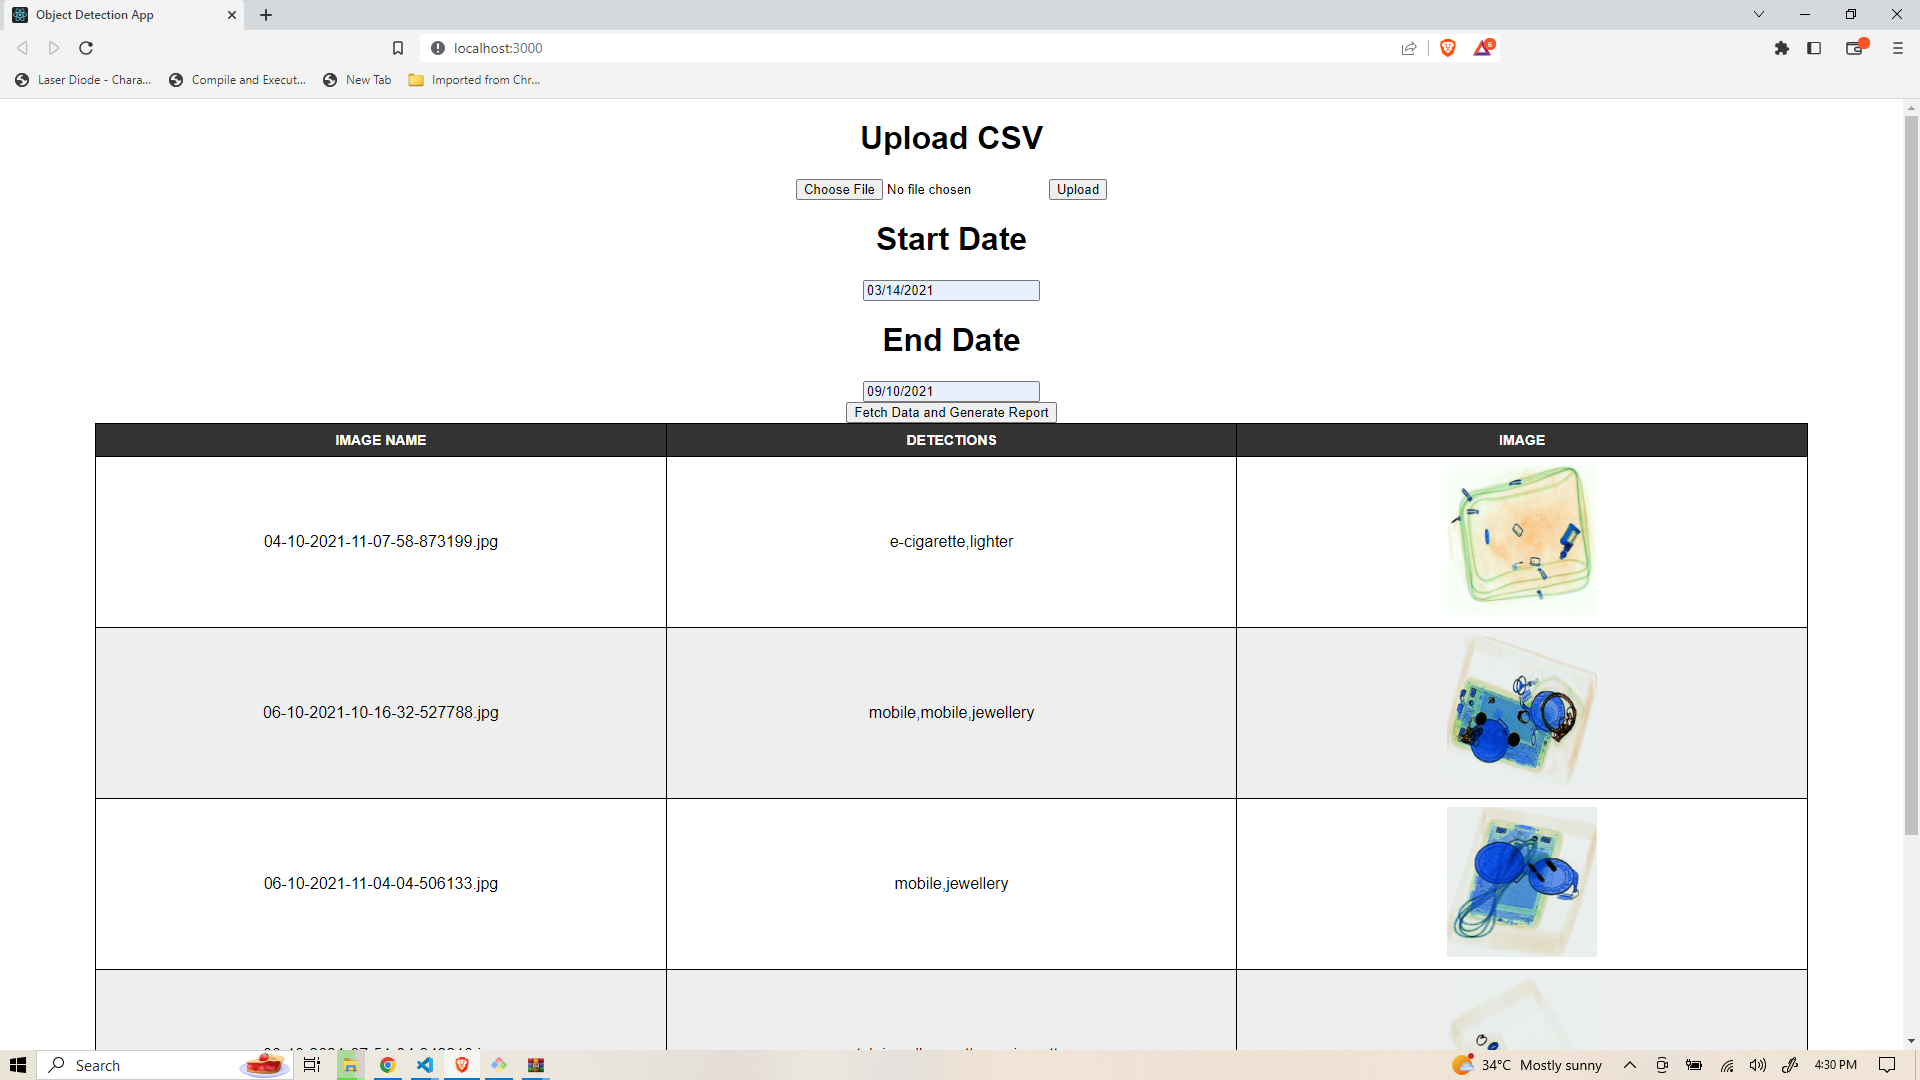 Object Detection App
localhost:3000
6
Laser Diode - Chara...
Compile and Execut...
New Tab
Imported from Chr...
Upload CSV
Choose File No file chosen
Upload
Start Date
03/14/2021
End Date
09/10/2021
Fetch Data and Generate Report
IMAGE NAME
DETECTIONS
IMAGE
04-10-2021-11-07-58-873199.jpg
e-cigarette,lighter
06-10-2021-10-16-32-527788.jpg
mobile,mobile,jewellery
06-10-2021-11-04-04-506133.jpg
mobile,jewellery
Search
34°C Mostly sunny
4:30 PM